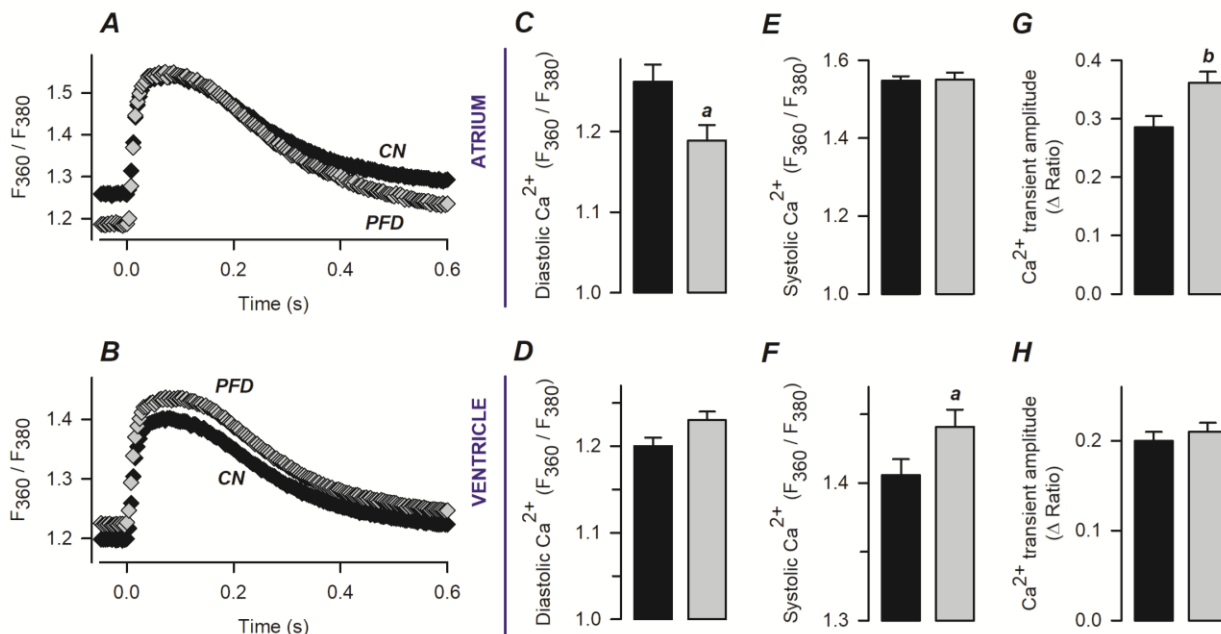 A
F360 / F380
1.5
1.4
1.3
1.2
CN
PFD
0.0
0.2
0.4
0.6
Time (s)
ATRIUM
C
Diastolic Ca2+ (F360 / F380)
1.2
1.1
1.0
a
E
Systolic Ca2+ (F360 / F380)
1.6
1.4
1.2
1.0
G
Ca2+ transient amplitude
(Δ Ratio)
0.4
0.3
0.2
0.1
0.0
b
B
F360 / F380
1.4
1.3
1.2
PFD
CN
0.0
0.2
0.4
0.6
Time (s)
VENTRICLE
D
Diastolic Ca2+ (F360 / F380)
1.2
1.1
1.0
F
Systolic Ca2+ (F360 / F380)
1.4
1.3
a
H
Ca2+ transient amplitude
(Δ Ratio)
0.2
0.1
0.0